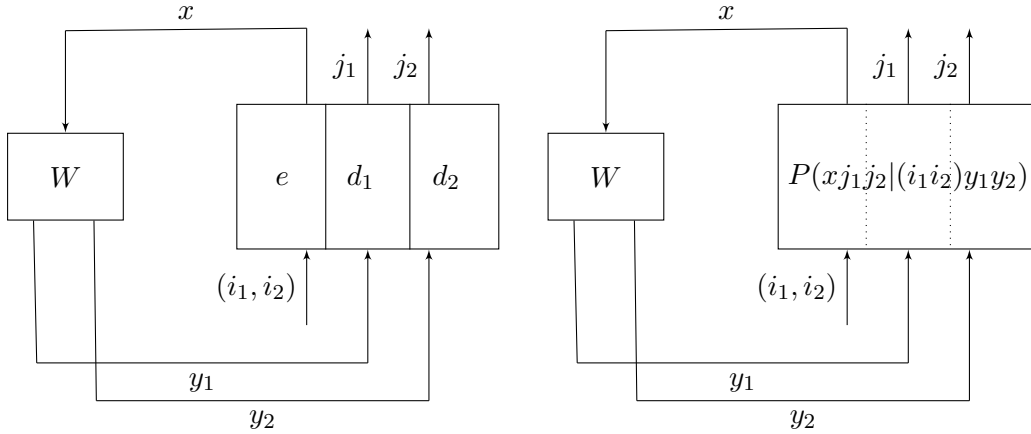 x
j₁ j₂
W
e d₁ d₂
(i₁, i₂)
y₁
y₂
x
j₁ j₂
W
P(xj₁j₂|(i₁i₂)y₁y₂)
(i₁, i₂)
y₁
y₂